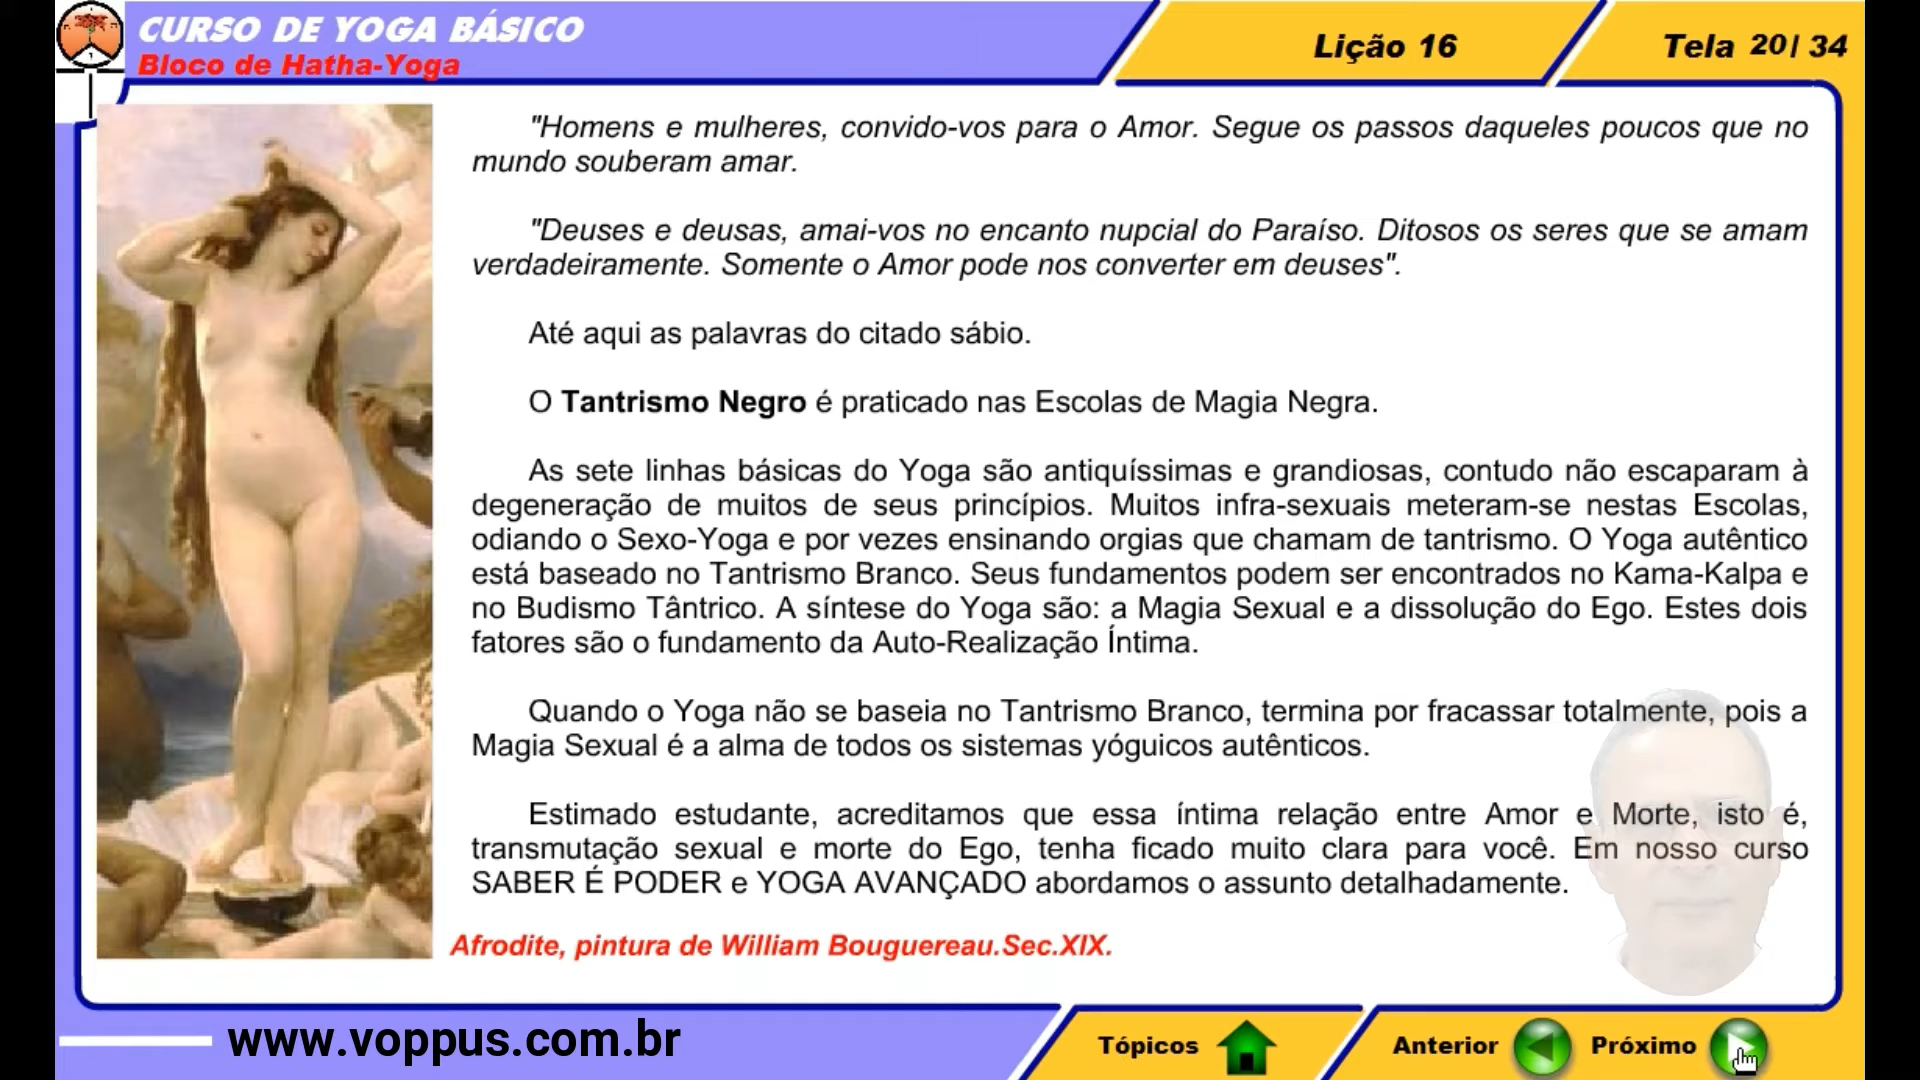 CURSO DE YOGA BÁSICO
Bloco de Hatha-Yoga
Lição 16
Tela 20/ 34
"Homens e mulheres, convido-vos para o Amor. Segue os passos daqueles poucos que no
mundo souberam amar.
"Deuses e deusas, amai-vos no encanto nupcial do Paraíso. Ditosos os seres que se amam
verdadeiramente. Somente o Amor pode nos converter em deuses".
Até aqui as palavras do citado sábio.
O Tantrismo Negro é praticado nas Escolas de Magia Negra.
As sete linhas básicas do Yoga são antiquíssimas e grandiosas, contudo não escaparam à
degeneração de muitos de seus princípios. Muitos infra-sexuais meteram-se nestas Escolas,
odiando o Sexo-Yoga e por vezes ensinando orgias que chamam de tantrismo. O Yoga autêntico
está baseado no Tantrismo Branco. Seus fundamentos podem ser encontrados no Kama-Kalpa e
no Budismo Tântrico. A síntese do Yoga são: a Magia Sexual e a dissolução do Ego. Estes dois
fatores são o fundamento da Auto-Realização Íntima.
Quando o Yoga não se baseia no Tantrismo Branco, termina por fracassar totalmente, pois a
Magia Sexual é a alma de todos os sistemas yóguicos autênticos.
Estimado estudante, acreditamos que essa íntima relação entre Amor e Morte, isto é,
transmutação sexual e morte do Ego, tenha ficado muito clara para você. Em nosso curso
SABER É PODER e YOGA AVANÇADO abordamos o assunto detalhadamente.
Afrodite, pintura de William Bouguereau.Sec.XIX.
www.voppus.com.br
Tópicos
Anterior
Próximo